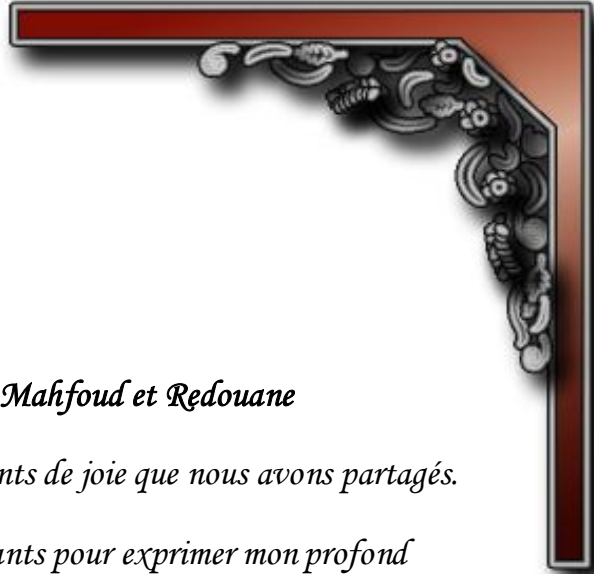 Mahfoud et Redouane
nts de joie que nous avons partagés.
ants pour exprimer mon profond